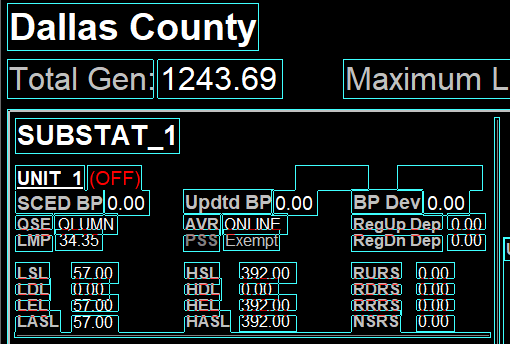 Dallas County
Total Gen: 1243.69 Maximum L
SUBSTAT_1
UNIT_1 (OFF)
SCED BP 0.00 Updtd BP 0.00 BP Dev 0.00
QSE QLUMN AVR ONLINE RegUp Dep 0.00
LMP 34.35 PSS Exempt RegDn Dep 0.00
LSL 57.00 HSL 392.00 RURS 0.00
LDL 0.00 HDL 0.00 RDRS 0.00
LEL 57.00 HEL 392.00 RRRS 0.00
LASL 57.00 HASL 392.00 NSRS 0.00